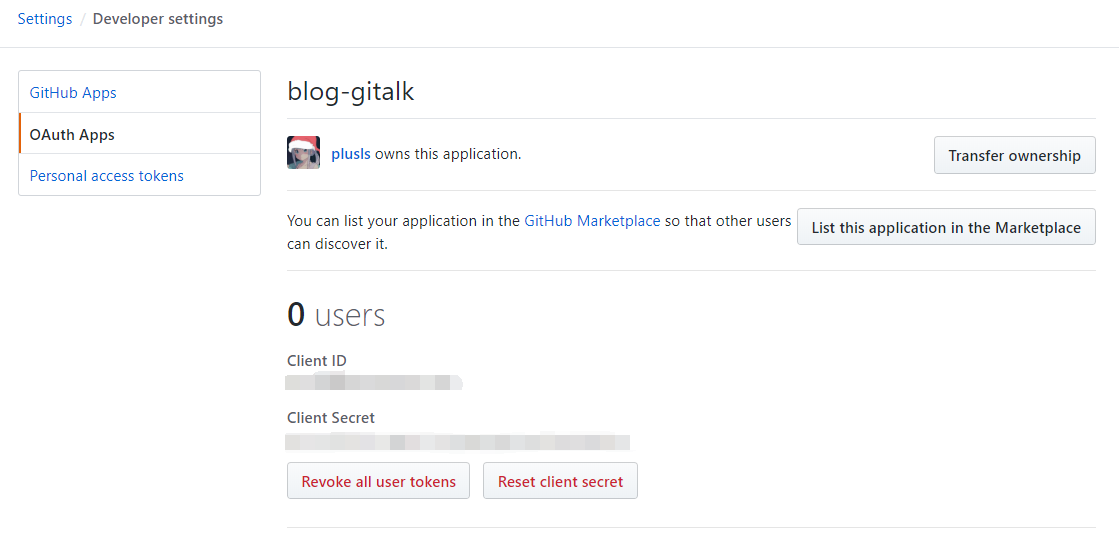 Settings / Developer settings
GitHub Apps
OAuth Apps
Personal access tokens
blog-gitalk
plusls owns this application.
Transfer ownership
You can list your application in the GitHub Marketplace so that other users
can discover it.
List this application in the Marketplace
0 users
Client ID
Client Secret
Revoke all user tokens
Reset client secret